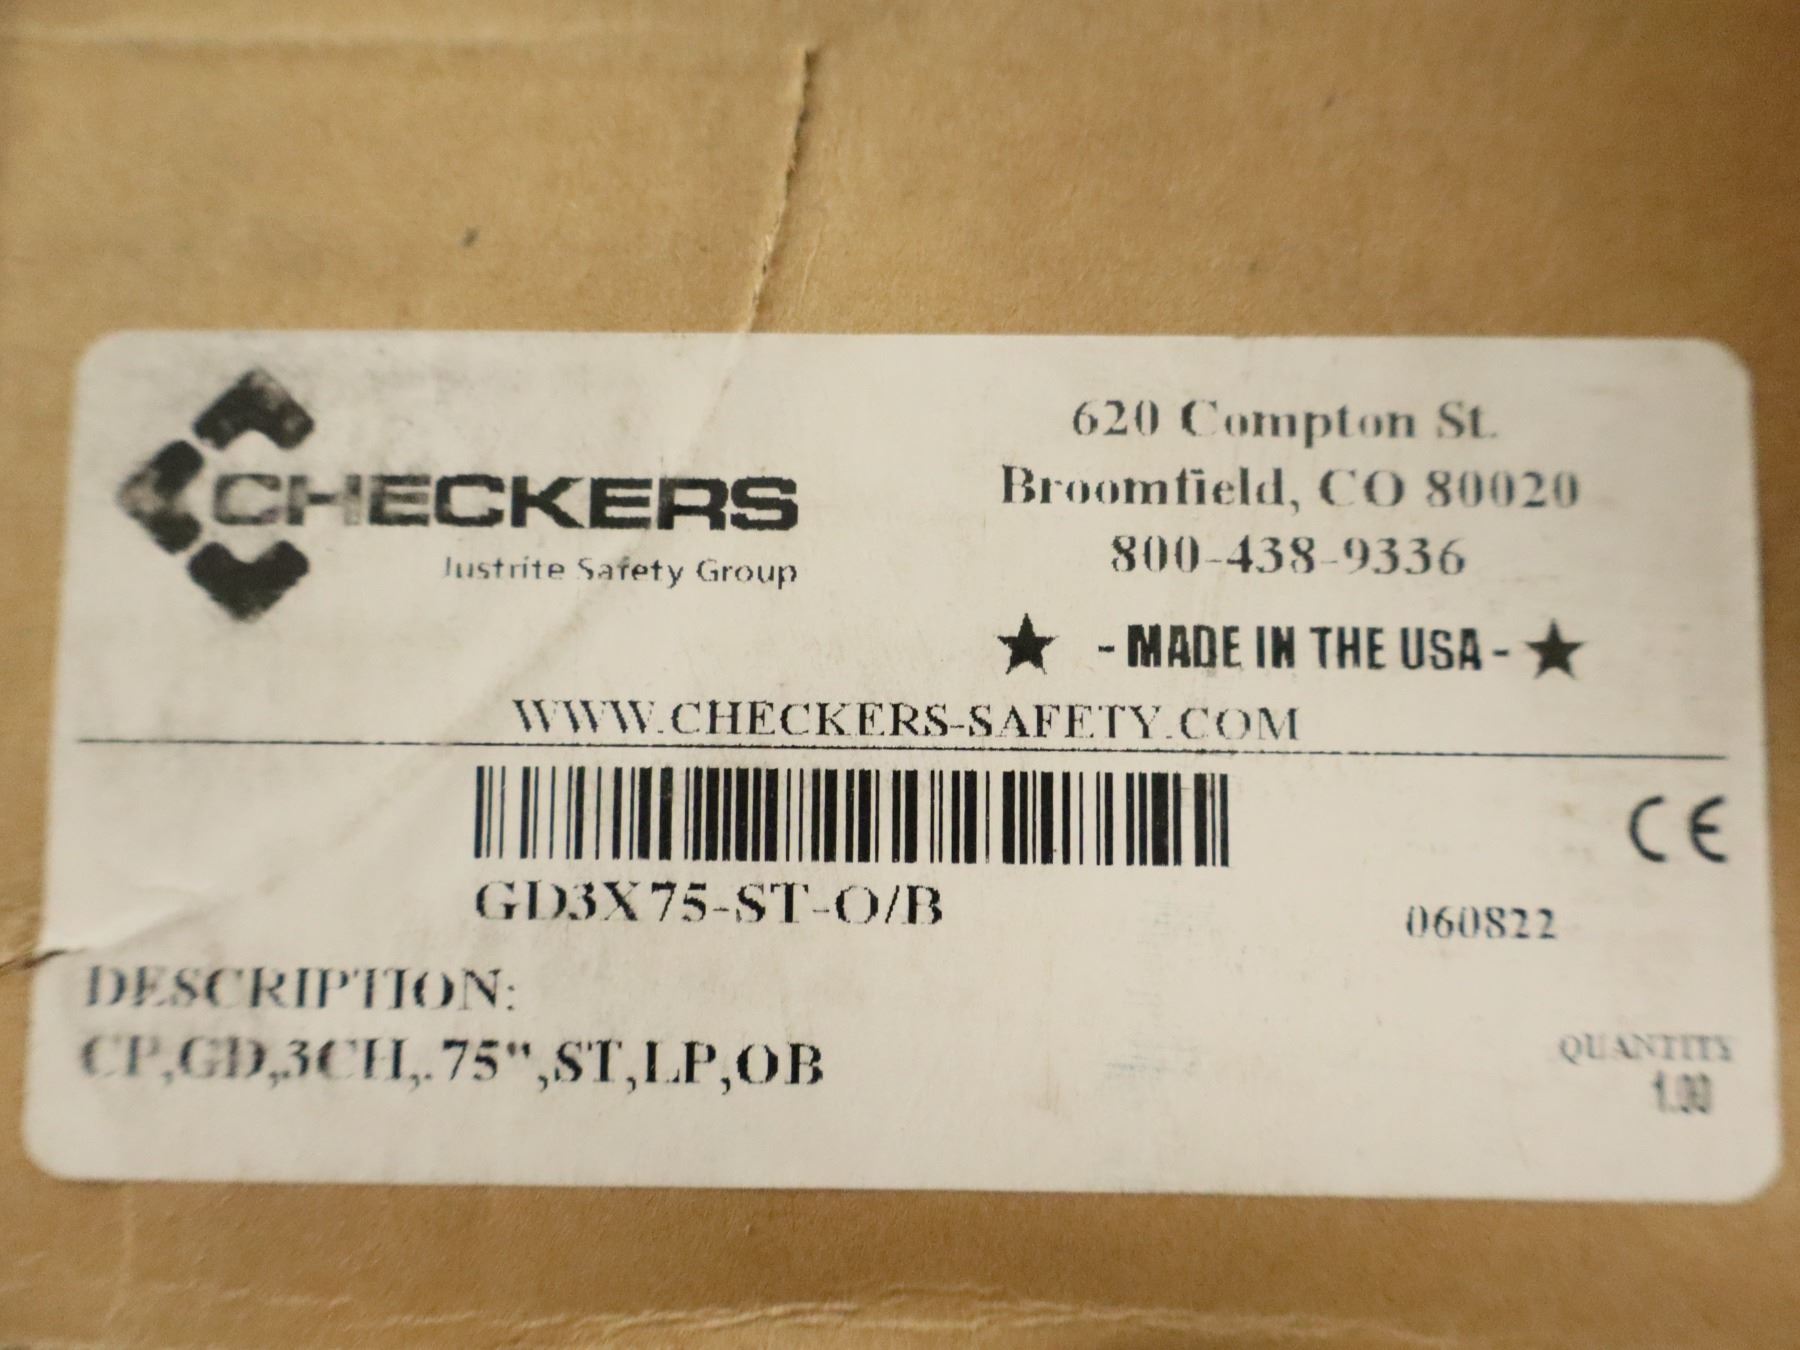 CHECKERS
Justrite Safety Group
620 Compton St.
Broomfield, CO 80020
800-438-9336
★ - MADE IN THE USA - ★
WWW.CHECKERS-SAFETY.COM
CE
GD3X75-ST-O/B
060822
DESCRIPTION:
CP,GD,3CH,.75",ST,LP,OB
QUANTITY
1.00